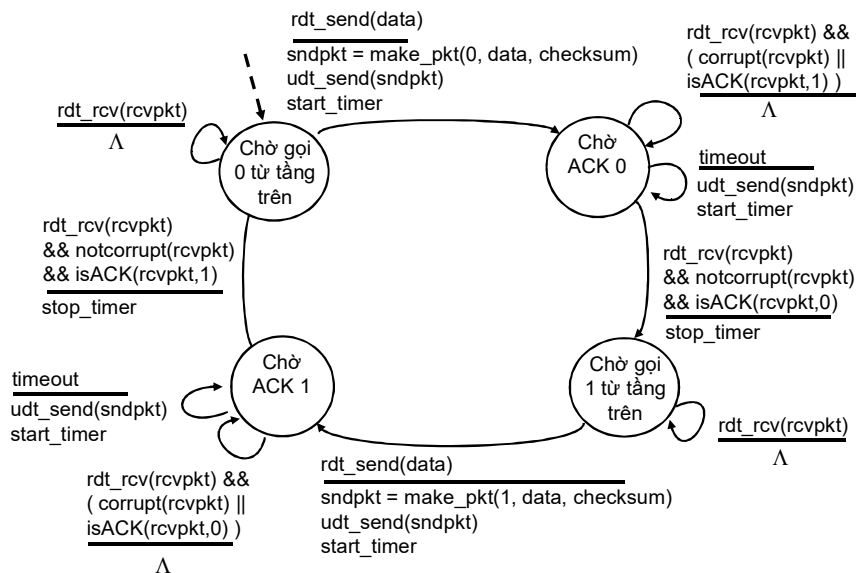 rdt_send(data)
sndpkt = make_pkt(0, data, checksum)
udt_send(sndpkt)
start_timer
rdt_rcv(rcvpkt) &&
( corrupt(rcvpkt) ||
isACK(rcvpkt,1) )
Λ
rdt_rcv(rcvpkt)
Λ
Chờ gọi
0 từ tầng
trên
Chờ
ACK 0
timeout
udt_send(sndpkt)
start_timer
rdt_rcv(rcvpkt)
&& notcorrupt(rcvpkt)
&& isACK(rcvpkt,1)
stop_timer
rdt_rcv(rcvpkt)
&& notcorrupt(rcvpkt)
&& isACK(rcvpkt,0)
stop_timer
Chờ
ACK 1
Chờ gọi
1 từ tầng
trên
timeout
udt_send(sndpkt)
start_timer
rdt_rcv(rcvpkt)
Λ
rdt_rcv(rcvpkt) &&
( corrupt(rcvpkt) ||
isACK(rcvpkt,0) )
Λ
rdt_send(data)
sndpkt = make_pkt(1, data, checksum)
udt_send(sndpkt)
start_timer